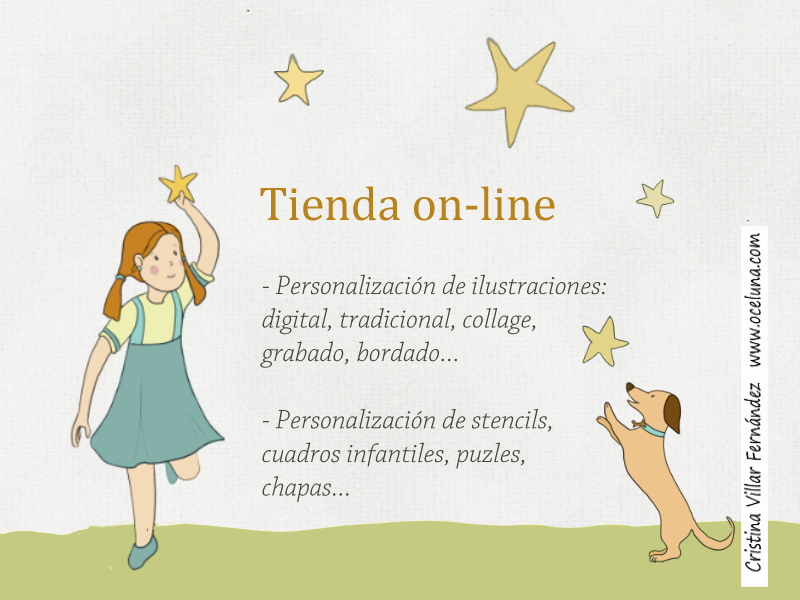 Tienda on-line
- Personalización de ilustraciones:
digital, tradicional, collage,
grabado, bordado...
- Personalización de stencils,
cuadros infantiles, puzles,
chapas...
Cristina Villar Fernández www.oceluna.com